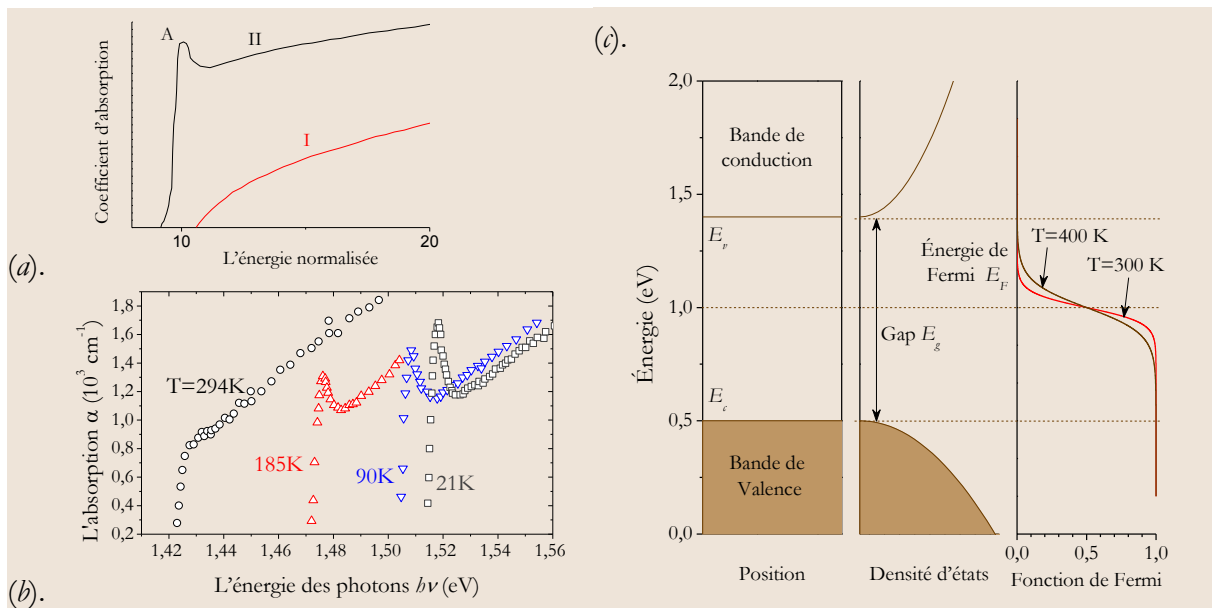 A
II
I
Coefficient d'absorption
10
20
L'énergie normalisée
(a).
1,8
1,6
1,4
1,2
1,0
0,8
0,6
0,4
0,2
T=294K
185K
90K
21K
L'absorption α (10³ cm⁻¹)
1,42 1,44 1,46 1,48 1,50 1,52 1,54 1,56
L'énergie des photons hν (eV)
(b).
(c).
2,0
1,5
1,0
0,5
0,0
Énergie (eV)
Bande de
conduction
E_v
E_c
Bande de
Valence
Position
Gap E_g
Densité d'états
Énergie de
Fermi E_F
T=400 K
T=300 K
0,0 0,5 1,0
Fonction de Fermi